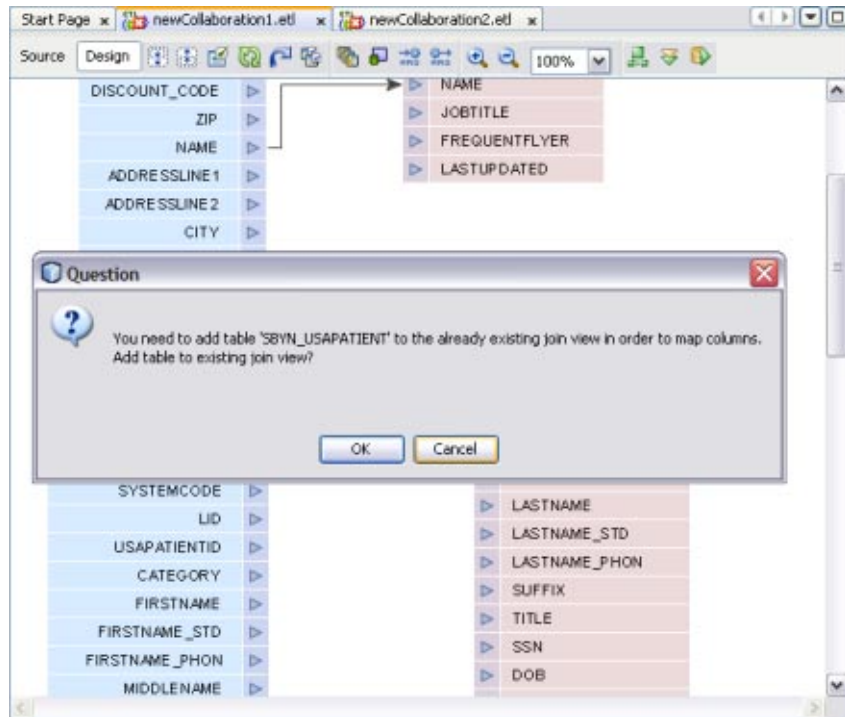 Start Page
newCollaboration1.etl
newCollaboration2.etl
Source
Design
100%
DISCOUNT_CODE
NAME
ZIP
JOBTITLE
NAME
FREQUENTFLYER
ADDRESSLINE1
LASTUPDATED
ADDRESSLINE2
CITY
Question
You need to add table 'SBYN_USAPATIENT' to the already existing join view in order to map columns.
Add table to existing join view?
OK
Cancel
SYSTEMCODE
LASTNAME
LID
LASTNAME_STD
USAPATIENTID
LASTNAME_PHON
CATEGORY
SUFFIX
FIRSTNAME
TITLE
FIRSTNAME_STD
SSN
FIRSTNAME_PHON
DOB
MIDDLENAME